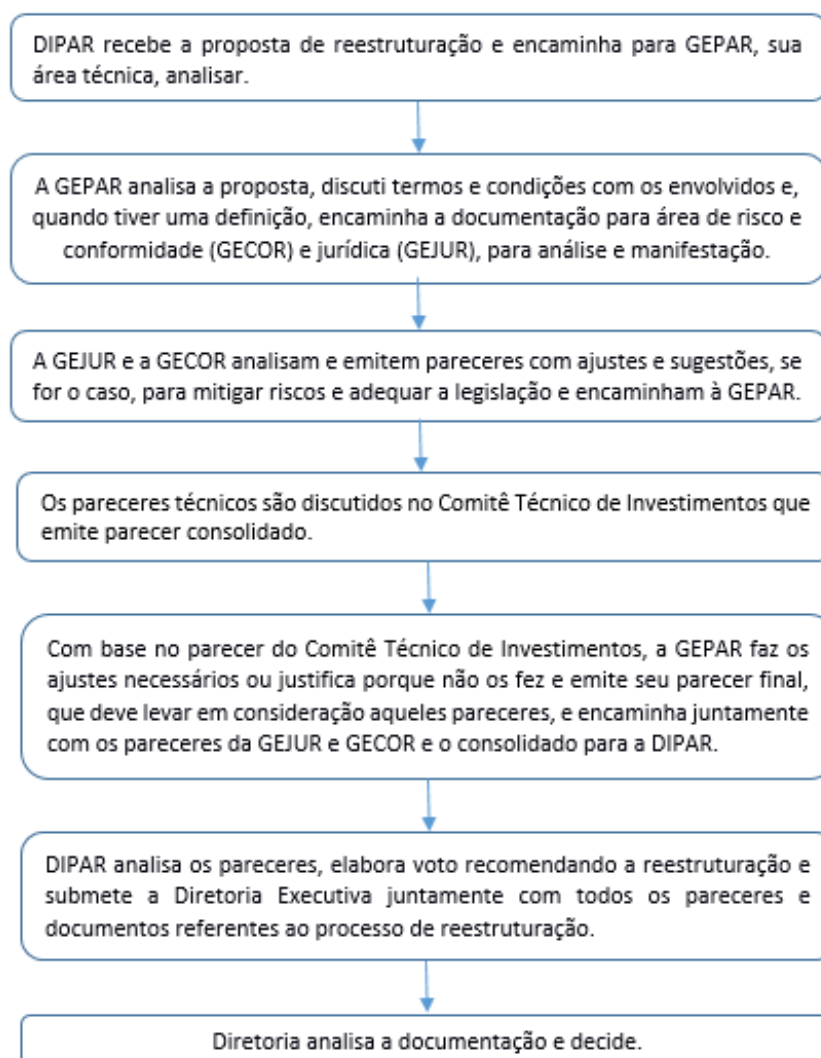 DIPAR recebe a proposta de reestruturação e encaminha para GEPAR, sua
área técnica, analisar.
A GEPAR analisa a proposta, discuti termos e condições com os envolvidos e,
quando tiver uma definição, encaminha a documentação para área de risco e
conformidade (GECOR) e jurídica (GEJUR), para análise e manifestação.
A GEJUR e a GECOR analisam e emitem pareceres com ajustes e sugestões, se
for o caso, para mitigar riscos e adequar a legislação e encaminham à GEPAR.
Os pareceres técnicos são discutidos no Comitê Técnico de Investimentos que
emite parecer consolidado.
Com base no parecer do Comitê Técnico de Investimentos, a GEPAR faz os
ajustes necessários ou justifica porque não os fez e emite seu parecer final,
que deve levar em consideração aqueles pareceres, e encaminha juntamente
com os pareceres da GEJUR e GECOR e o consolidado para a DIPAR.
DIPAR analisa os pareceres, elabora voto recomendando a reestruturação e
submete a Diretoria Executiva juntamente com todos os pareceres e
documentos referentes ao processo de reestruturação.
Diretoria analisa a documentação e decide.